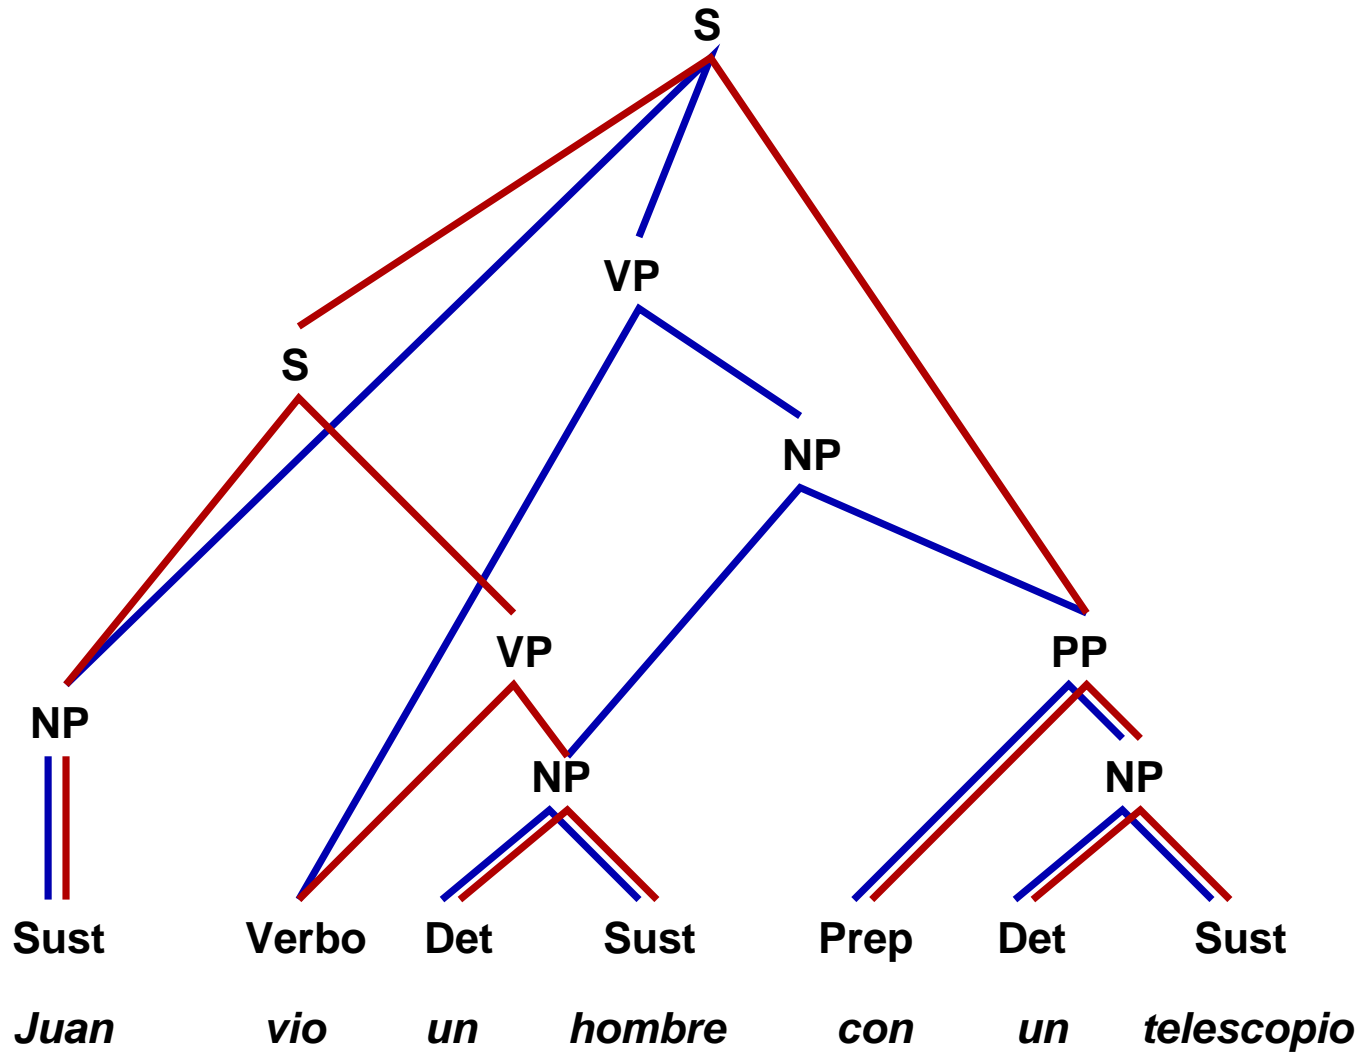 S
VP
S
NP
VP PP
NP
NP NP
Sust Verbo Det Sust Prep Det Sust
Juan vio un hombre con un telescopio